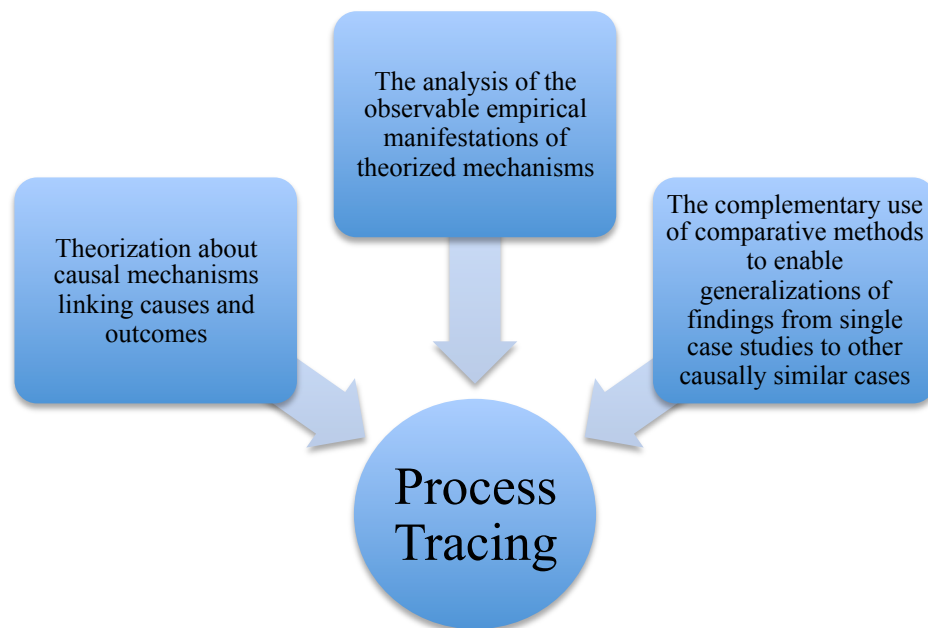 Theorization about
causal mechanisms
linking causes and
outcomes
The analysis of the
observable empirical
manifestations of
theorized mechanisms
The complementary use
of comparative methods
to enable
generalizations of
findings from single
case studies to other
causally similar cases
Process
Tracing